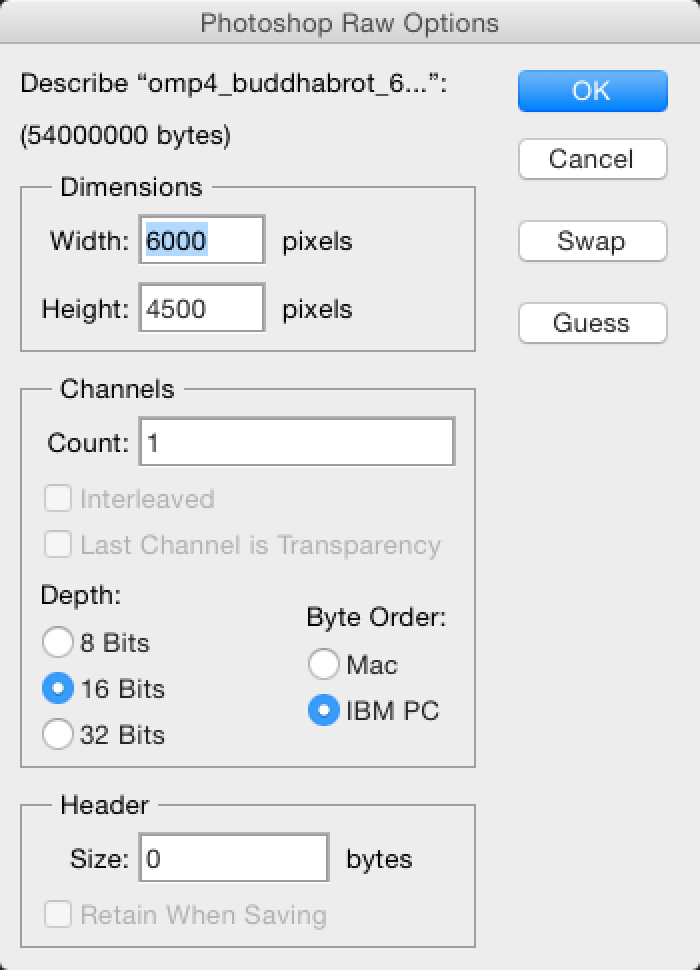 Photoshop Raw Options
Describe “omp4_buddhabrot_6...”:
(54000000 bytes)
OK
Cancel
Swap
Guess
Dimensions
Width: 6000 pixels
Height: 4500 pixels
Channels
Count: 1
Interleaved
Last Channel is Transparency
Depth:
8 Bits
16 Bits
32 Bits
Byte Order:
Mac
IBM PC
Header
Size: 0 bytes
Retain When Saving